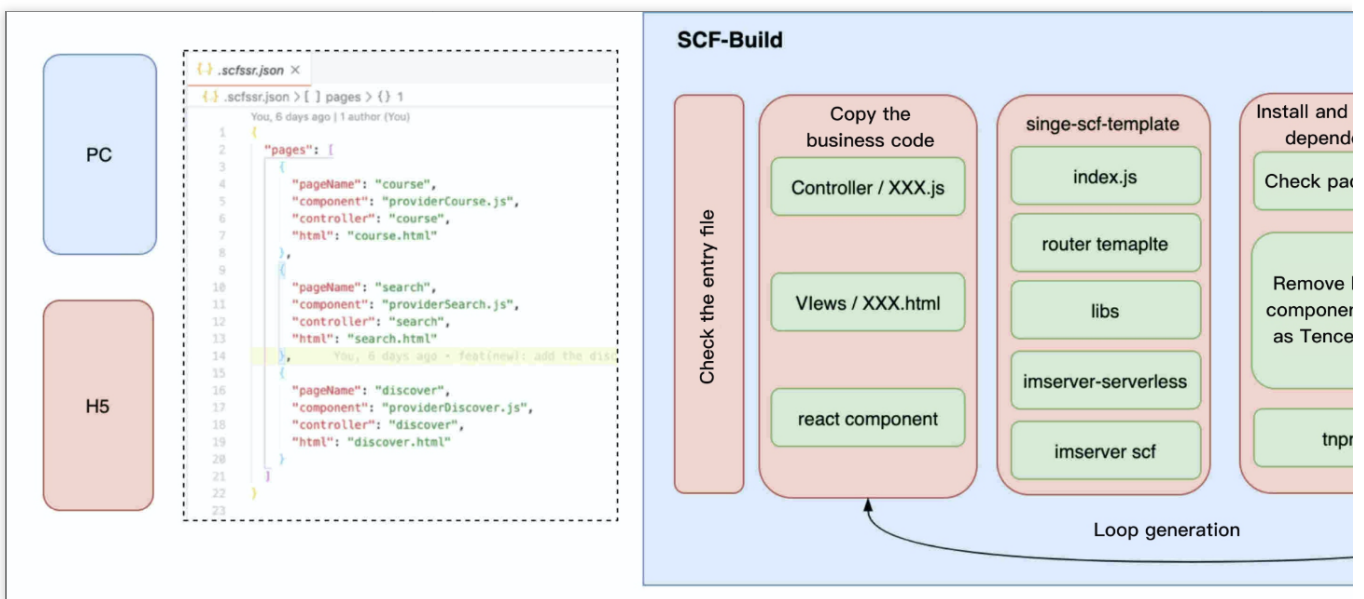 PC
H5
.scfssr.json ×
.scfssr.json > [ ] pages > {} 1
You, 6 days ago | 1 author (You)
1 {
2 "pages": [
3 {
4 "pageName": "course",
5 "component": "providerCourse.js",
6 "controller": "course",
7 "html": "course.html"
8 },
9 {
10 "pageName": "search",
11 "component": "providerSearch.js",
12 "controller": "search",
13 "html": "search.html"
14 }, You, 6 days ago • feat(new): add the disc
15 {
16 "pageName": "discover",
17 "component": "providerDiscover.js",
18 "controller": "discover",
19 "html": "discover.html"
20 }
21 ]
22 }
23
SCF-Build
Check the entry file
Copy the
business code
Controller / XXX.js
VIews / XXX.html
react component
singe-scf-template
index.js
router temaplte
libs
imserver-serverless
imserver scf
Install and
depend
Check pac
Remove
componen
as Tence
tnpr
Loop generation